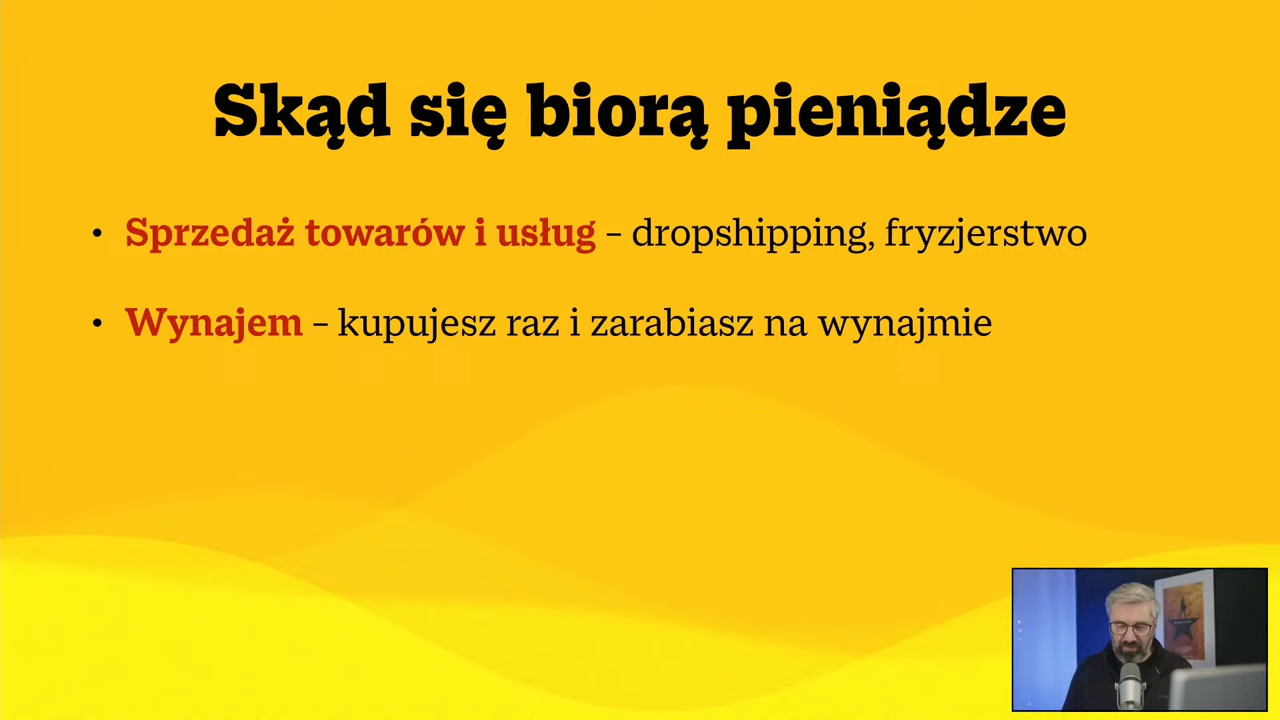 Skąd się biorą pieniądze
• Sprzedaż towarów i usług – dropshipping, fryzjerstwo
• Wynajem – kupujesz raz i zarabiasz na wynajmie